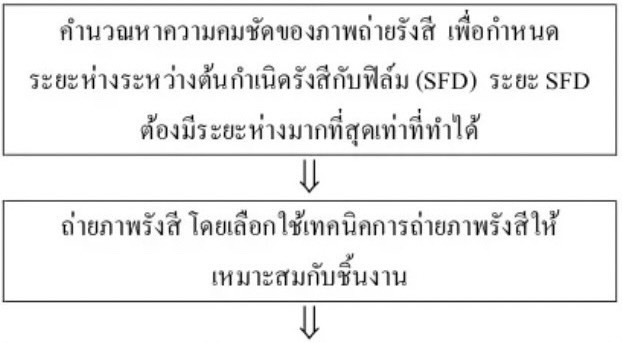 คำนวณหาความคมชัดของภาพถ่ายรังสี เพื่อกำหนด
ระยะห่างระหว่างต้นกำเนิดรังสีกับฟิล์ม (SFD) ระยะ SFD
ต้องมีระยะห่างมากที่สุดเท่าที่ทำได้
ถ่ายภาพรังสี โดยเลือกใช้เทคนิคการถ่ายภาพรังสีให้
เหมาะสมกับชิ้นงาน